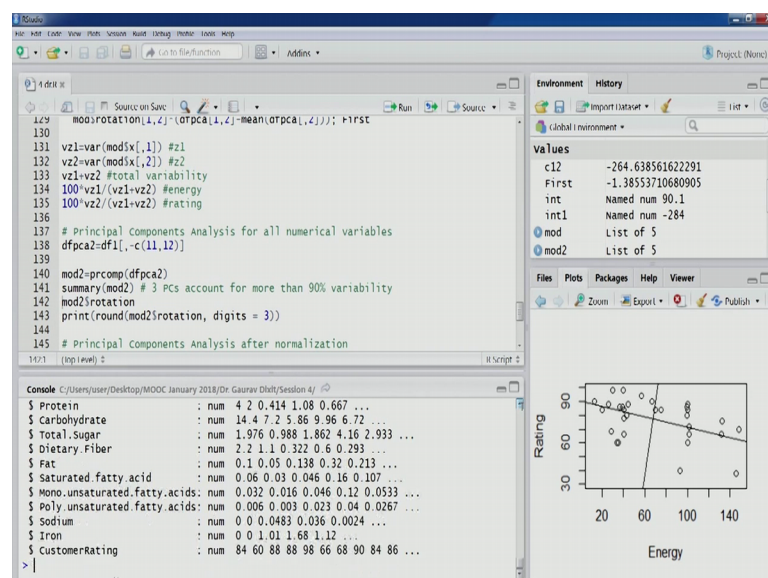 RStudio
File Edit Code View Plots Session Build Debug Profile Tools Help
Go to file/function
Addins
Project: (None)
Source on Save
Run
Source
129 mod$rotation[1,2]*(dfpca[1,2]-mean(dfpca[,2])); First
130
131 vz1=var(mod$x[,1]) #z1
132 vz2=var(mod$x[,2]) #z2
133 vz1+vz2 #total variability
134 100*vz1/(vz1+vz2) #energy
135 100*vz2/(vz1+vz2) #rating
136
137 # Principal Components Analysis for all numerical variables
138 dfpca2=df1[,-c(11,12)]
139
140 mod2=prcomp(dfpca2)
141 summary(mod2) # 3 PCs account for more than 90% variability
142 mod2$rotation
143 print(round(mod2$rotation, digits = 3))
144
145 # Principal Components Analysis after normalization
142:1 (Top Level) R Script
Console C:/Users/user/Desktop/MOOC January 2018/Dr. Gaurav Dixit/Session 4/
$ Protein : num 4 2 0.414 1.08 0.667 ...
$ Carbohydrate : num 14.4 7.2 5.86 9.96 6.72 ...
$ Total.Sugar : num 1.976 0.988 1.862 4.16 2.933 ...
$ Dietary.Fiber : num 2.2 1.1 0.322 0.6 0.293 ...
$ Fat : num 0.1 0.05 0.138 0.32 0.213 ...
$ Saturated.fatty.acid : num 0.06 0.03 0.046 0.16 0.107 ...
$ Mono.unsaturated.fatty.acids: num 0.032 0.016 0.046 0.12 0.0533 ...
$ Poly.unsaturated.fatty.acids: num 0.006 0.003 0.023 0.04 0.0267 ...
$ Sodium : num 0 0 0.0483 0.036 0.0024 ...
$ Iron : num 0 0 1.01 1.68 1.12 ...
$ CustomerRating : num 84 60 88 88 98 66 68 90 84 86 ...
>
Environment History
Import Dataset
List
Global Environment
Values
c12 -264.638561622291
First -1.38553710680905
int Named num 90.1
int1 Named num -284
mod List of 5
mod2 List of 5
Files Plots Packages Help Viewer
Zoom Export Publish
Rating
90
60
30
20 60 100 140
Energy